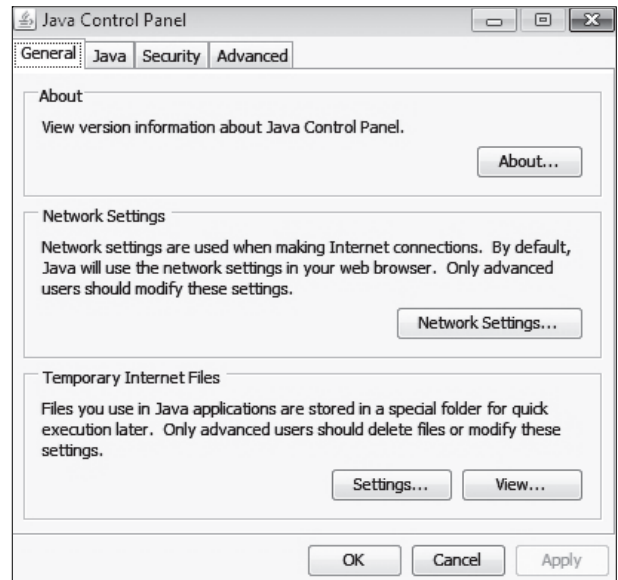 Java Control Panel
General Java Security Advanced
About
View version information about Java Control Panel.
About...
Network Settings
Network settings are used when making Internet connections. By default,
Java will use the network settings in your web browser. Only advanced
users should modify these settings.
Network Settings...
Temporary Internet Files
Files you use in Java applications are stored in a special folder for quick
execution later. Only advanced users should delete files or modify these
settings.
Settings... View...
OK Cancel Apply